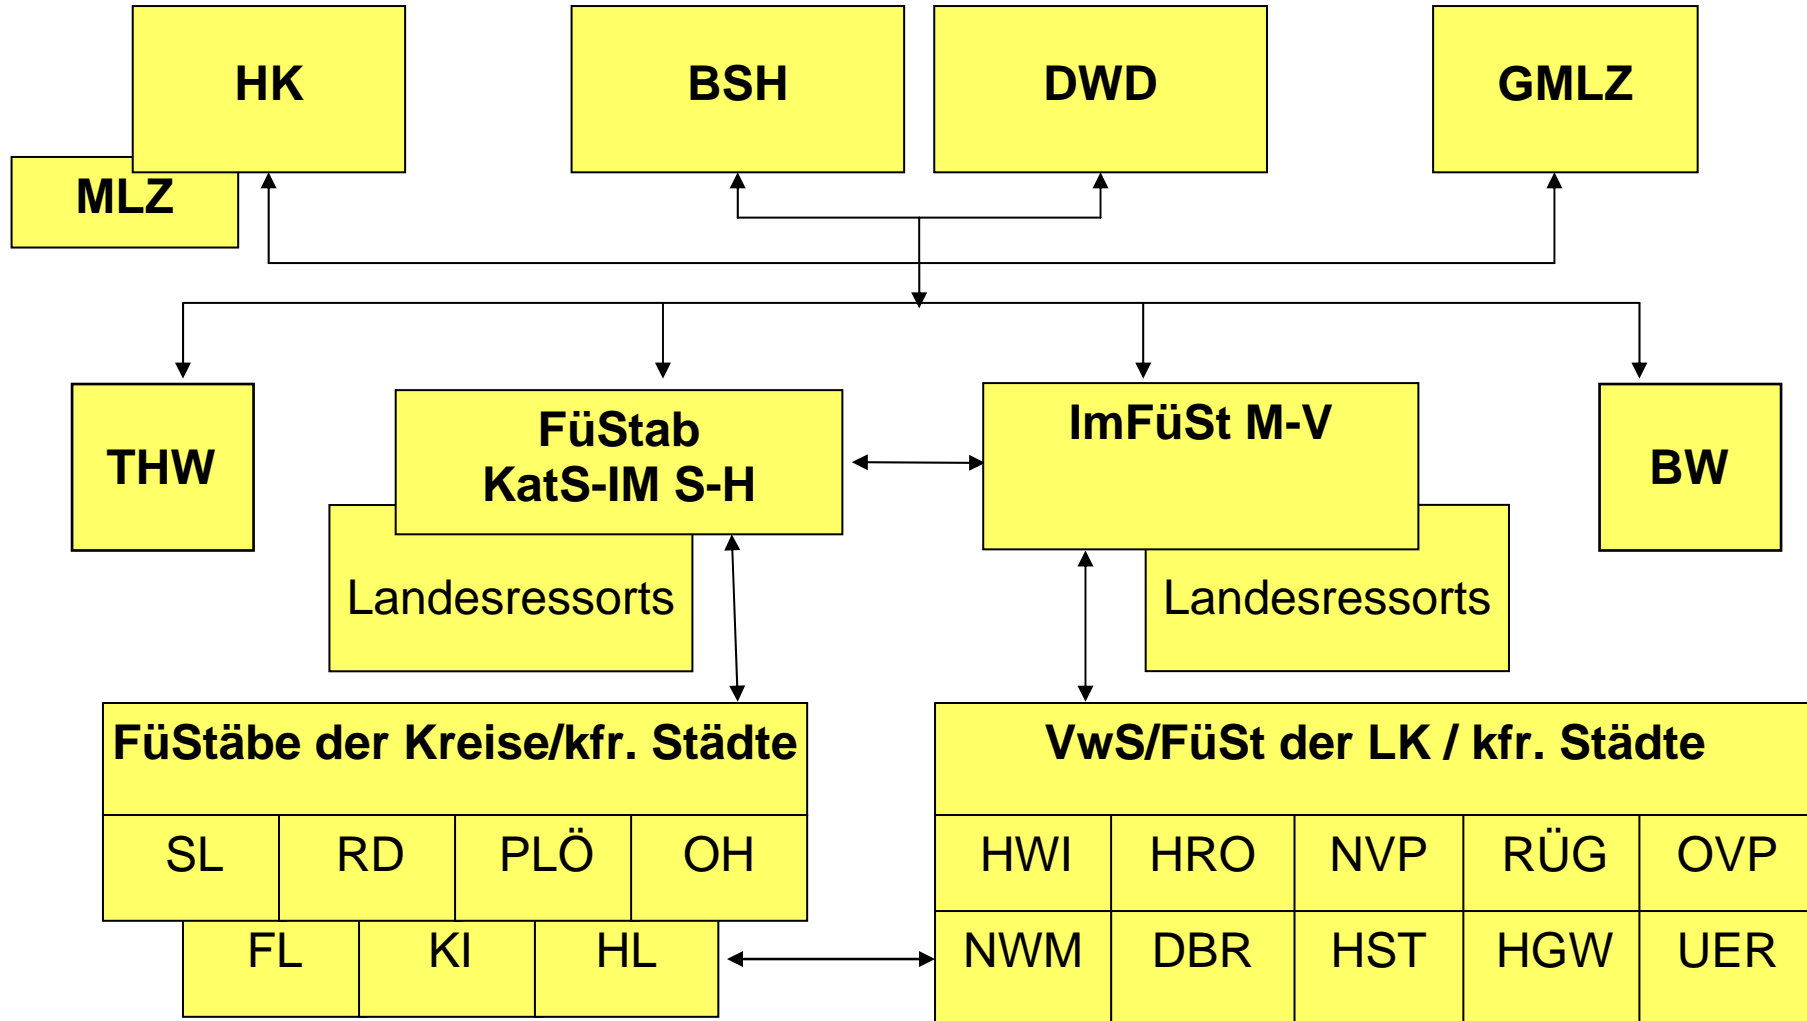 HK
BSH
DWD
GMLZ
MLZ
THW
FüStab
KatS-IM S-H
ImFüSt M-V
BW
Landesressorts
Landesressorts
FüStäbe der Kreise/kfr. Städte
SL
RD
PLÖ
OH
FL
KI
HL
VwS/FüSt der LK / kfr. Städte
HWI
HRO
NVP
RÜG
OVP
NWM
DBR
HST
HGW
UER